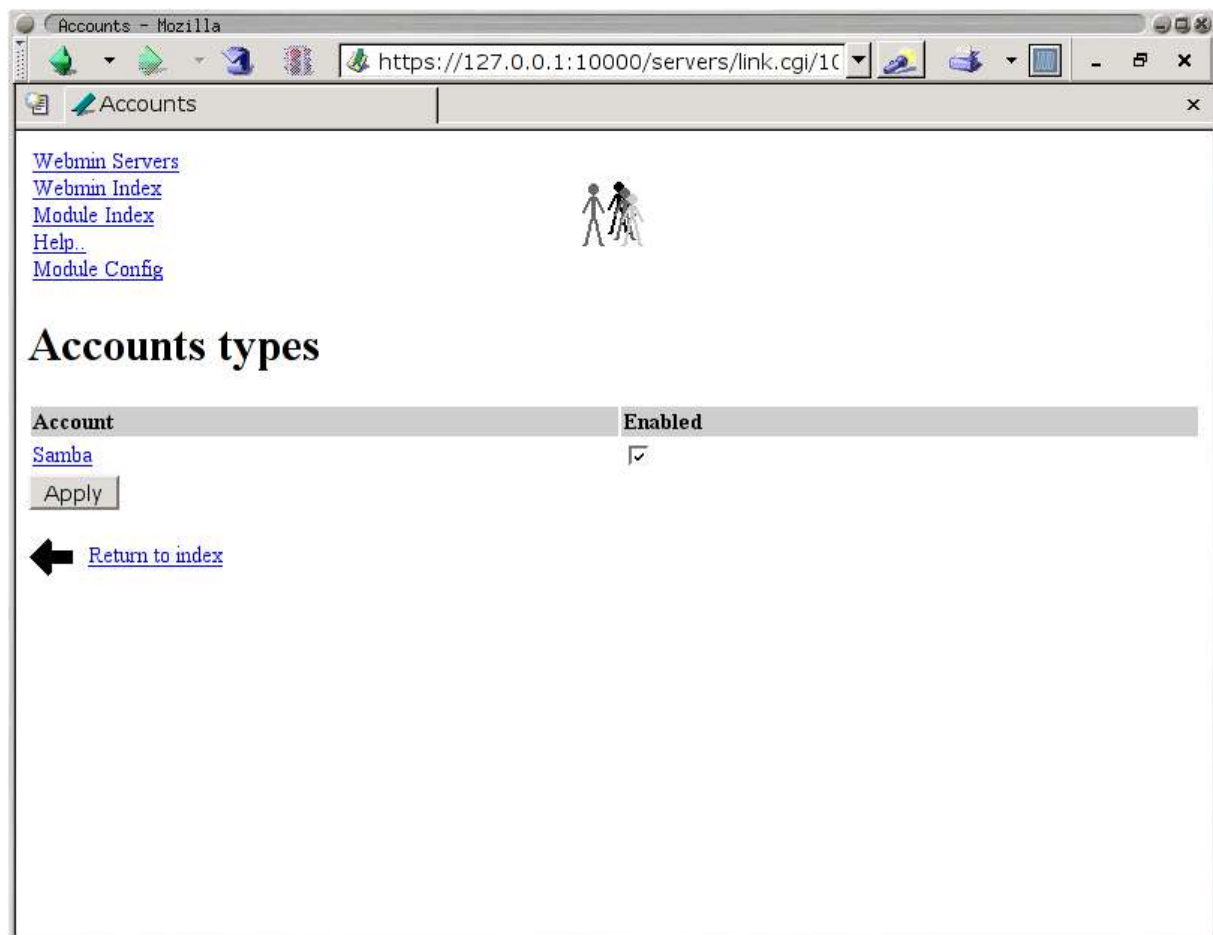 Accounts - Mozilla
https://127.0.0.1:10000/servers/link.cgi/1(
Accounts
Webmin Servers
Webmin Index
Module Index
Help..
Module Config
Accounts types
Account Enabled
Samba
Apply
Return to index